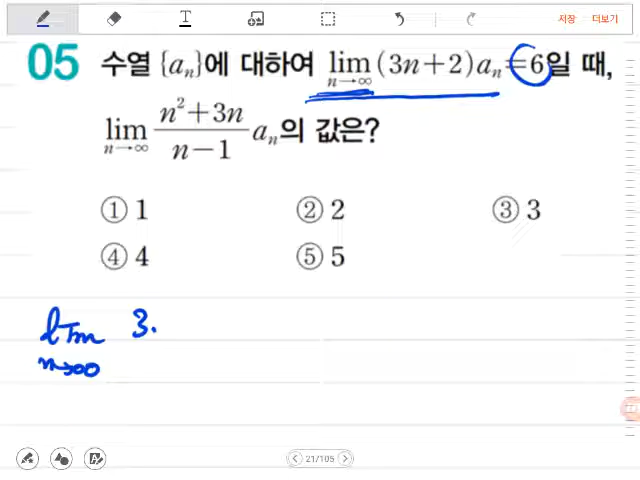 저장 더보기
05 수열 {aₙ}에 대하여 lim n→∞ (3n+2)aₙ=6일 때,
lim n→∞ (n²+3n)/(n−1) aₙ의 값은?
① 1 ② 2 ③ 3
④ 4 ⑤ 5
lim 3.
n→∞
21/105